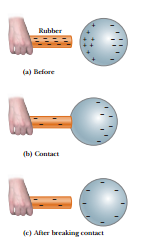 Rubber
(a) Before
(b) Contact
(c) After breaking contact